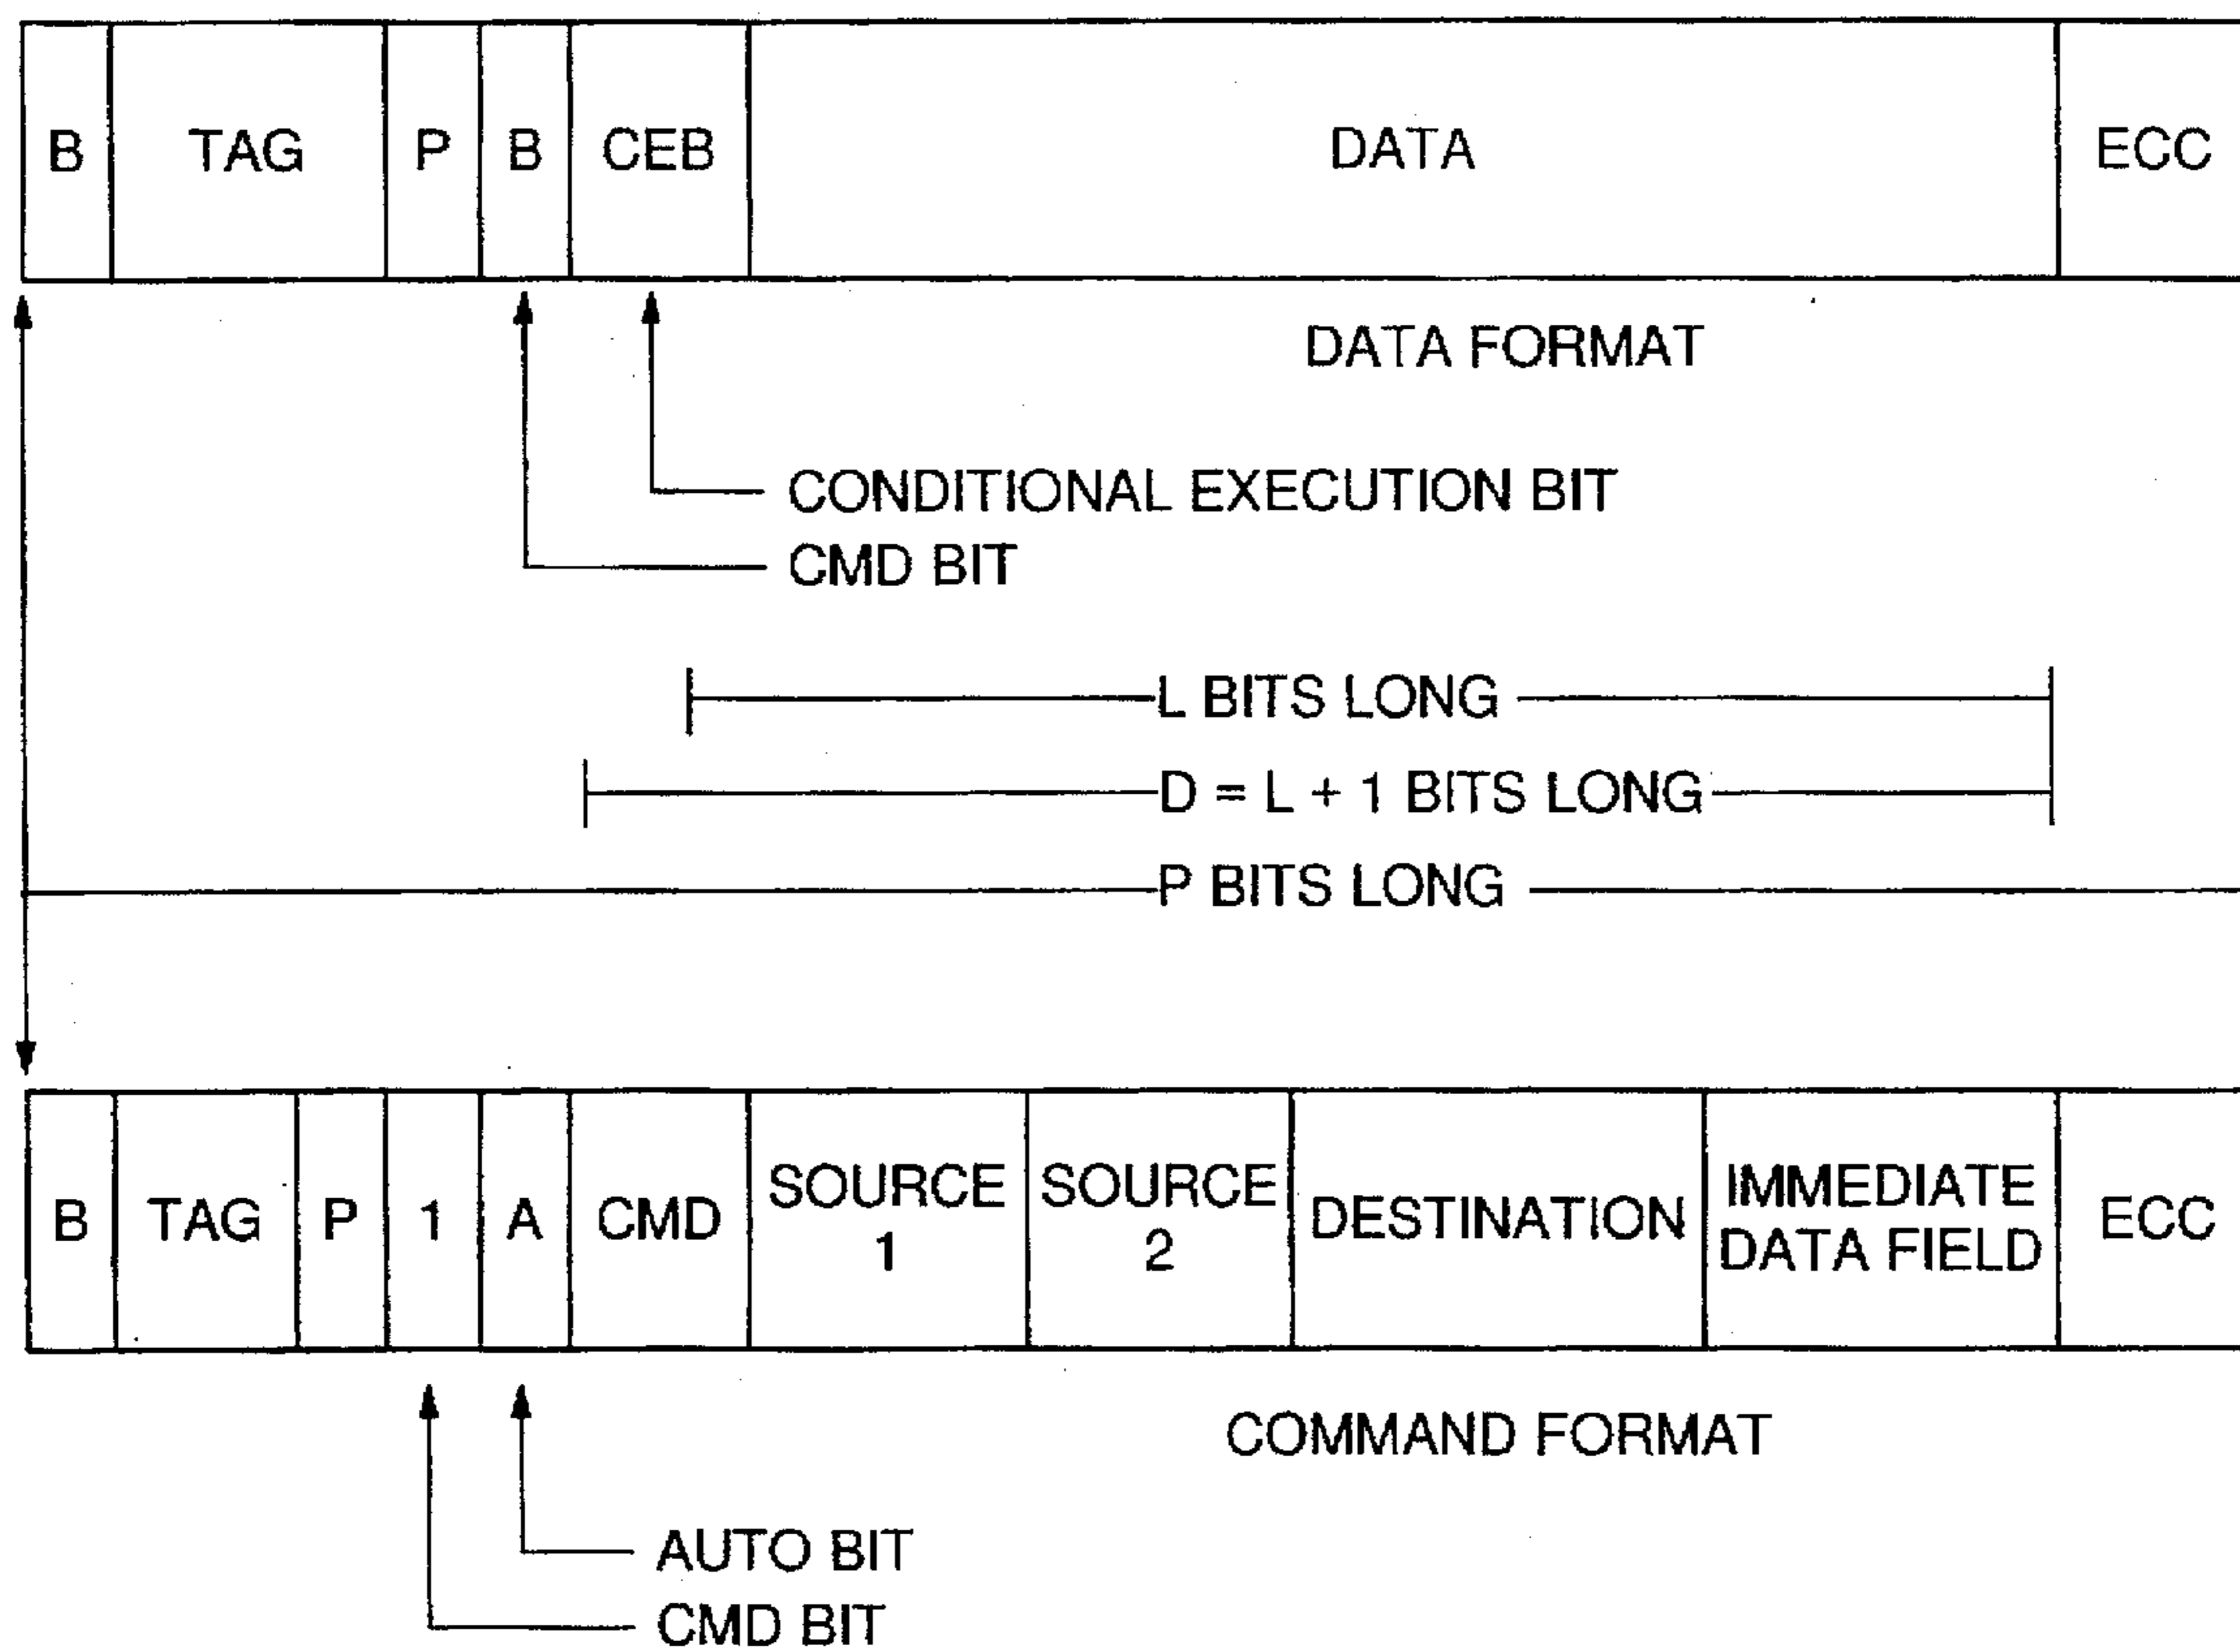 B TAG P B CEB DATA ECC
DATA FORMAT
CONDITIONAL EXECUTION BIT
CMD BIT
L BITS LONG
D = L + 1 BITS LONG
P BITS LONG
B TAG P 1 A CMD SOURCE 1 SOURCE 2 DESTINATION IMMEDIATE DATA FIELD ECC
COMMAND FORMAT
AUTO BIT
CMD BIT